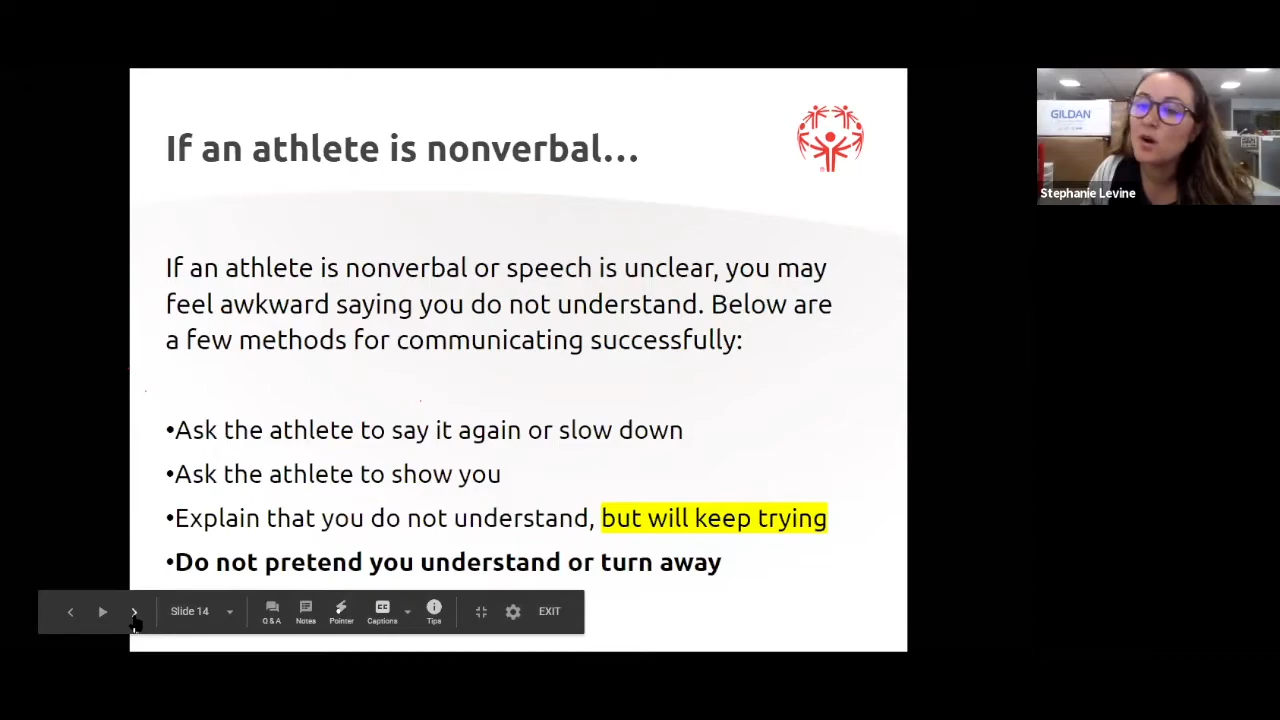 If an athlete is nonverbal...
If an athlete is nonverbal or speech is unclear, you may
feel awkward saying you do not understand. Below are
a few methods for communicating successfully:
•Ask the athlete to say it again or slow down
•Ask the athlete to show you
•Explain that you do not understand, but will keep trying
•Do not pretend you understand or turn away
Slide 14
Q & A
Notes
Pointer
CC
Captions
Tips
EXIT
GILDAN
Stephanie Levine